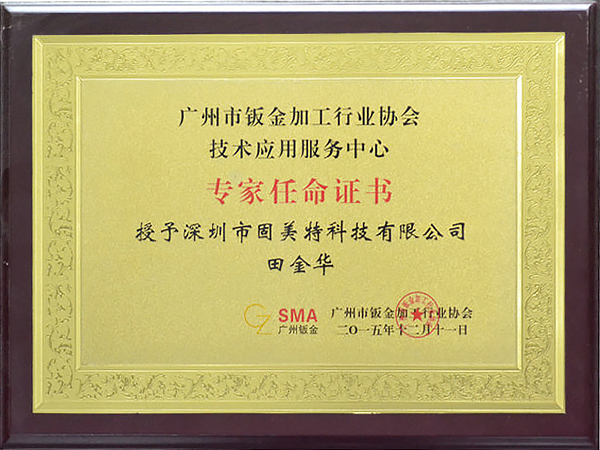 广州市钣金加工行业协会
技术应用服务中心
专家任命证书
授予深圳市固美特科技有限公司
田金华
GZ
SMA
广州钣金
广州市钣金加工行业协会
二〇一五年十二月十一日